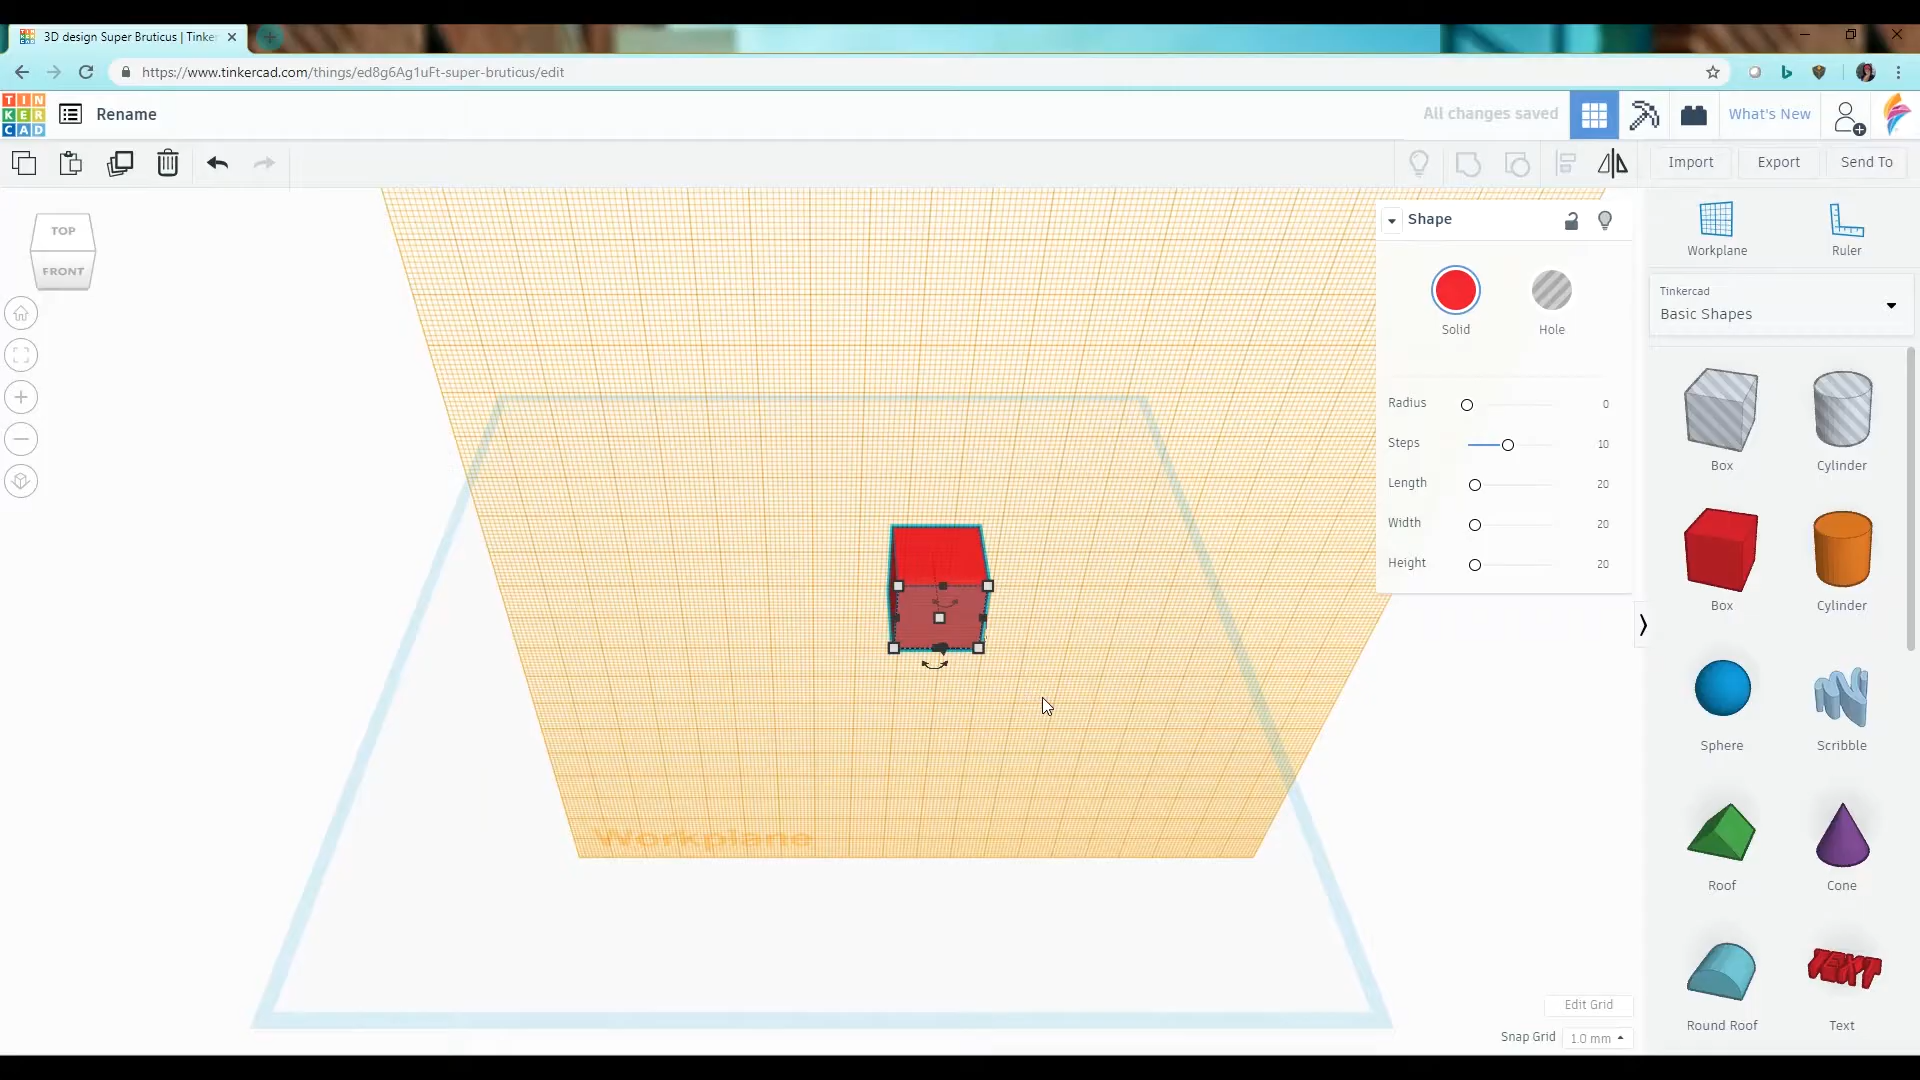 3D design Super Bruticus | Tinker
https://www.tinkercad.com/things/ed8g6Ag1uFt-super-bruticus/edit
TIN
KER
CAD
Rename
All changes saved
What's New
Import
Export
Send To
TOP
FRONT
Shape
Workplane
Ruler
Solid
Hole
Tinkercad
Basic Shapes
Radius 0
Steps 10
Length 20
Width 20
Height 20
Box
Cylinder
Box
Cylinder
Sphere
Scribble
Workplane
Roof
Cone
TEXT
Edit Grid
Round Roof
Text
Snap Grid 1.0 mm